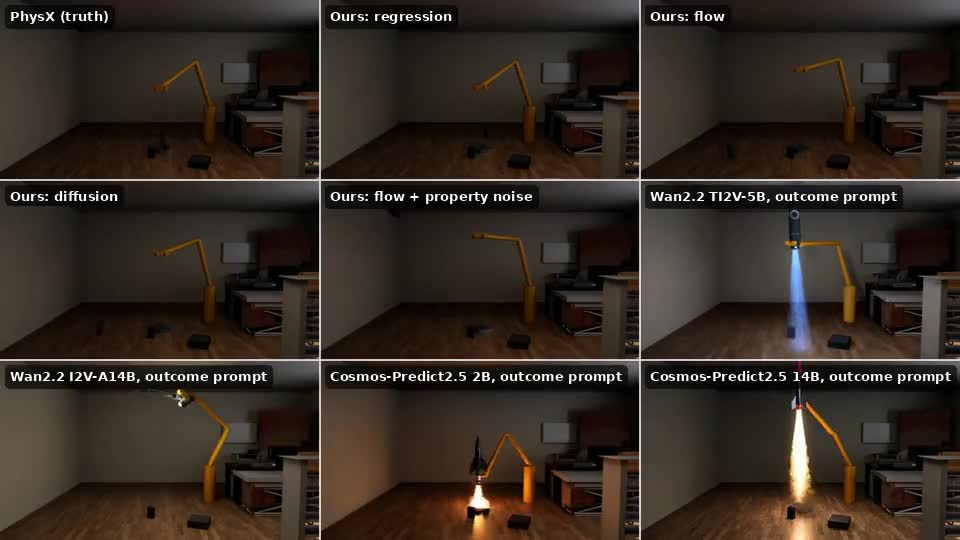 PhysX (truth)
Ours: regression
Ours: flow
Ours: diffusion
Ours: flow + property noise
Wan2.2 TI2V-5B, outcome prompt
Wan2.2 I2V-A14B, outcome prompt
Cosmos-Predict2.5 2B, outcome prompt
Cosmos-Predict2.5 14B, outcome prompt